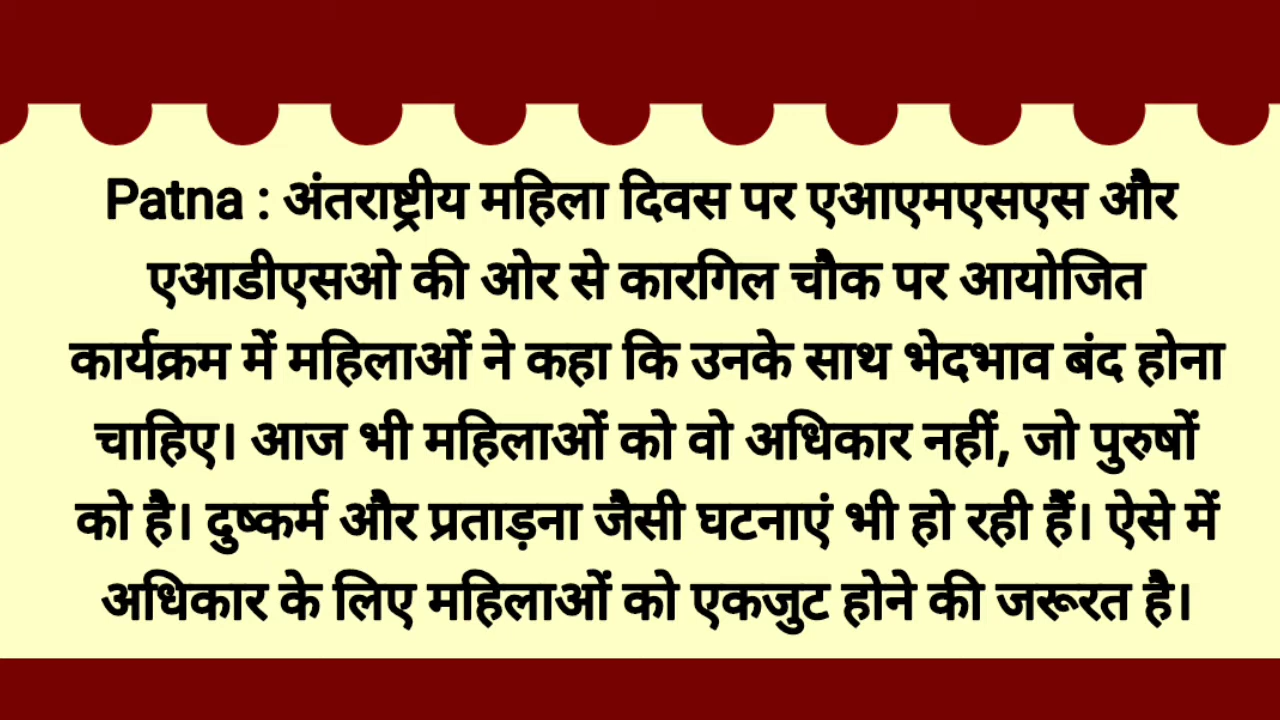 Patna : अंतराष्ट्रीय महिला दिवस पर एआएमएसएस और
एआडीएसओ की ओर से कारगिल चौक पर आयोजित
कार्यक्रम में महिलाओं ने कहा कि उनके साथ भेदभाव बंद होना
चाहिए। आज भी महिलाओं को वो अधिकार नहीं, जो पुरुषों
को है। दुष्कर्म और प्रताड़ना जैसी घटनाएं भी हो रही हैं। ऐसे में
अधिकार के लिए महिलाओं को एकजुट होने की जरूरत है।